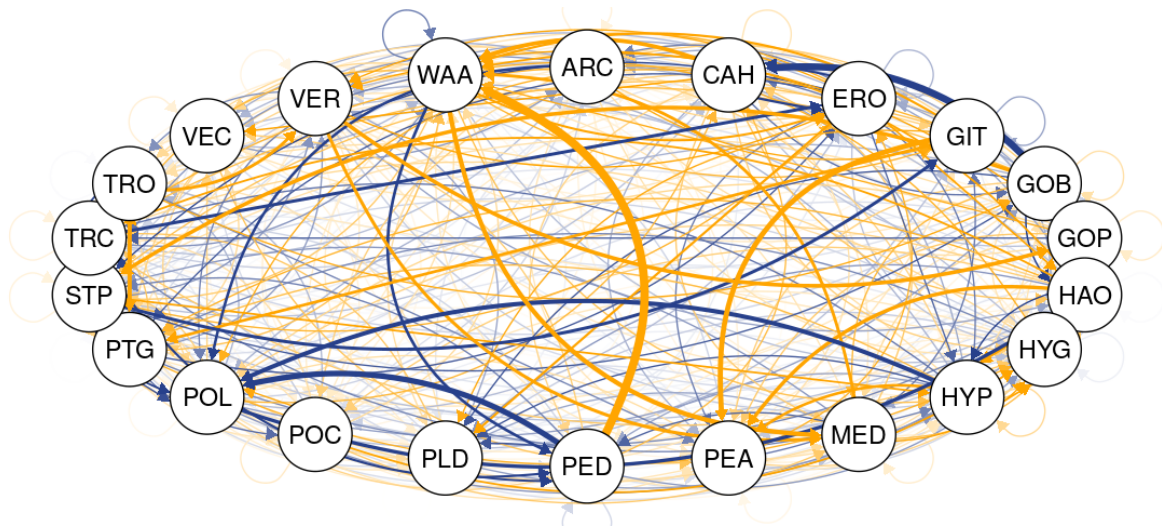 WAA
ARC
CAH
VER
ERO
VEC
GIT
TRO
GOB
TRC
GOP
STP
HAO
PTG
HYG
POL
HYP
POC
MED
PLD
PED
PEA